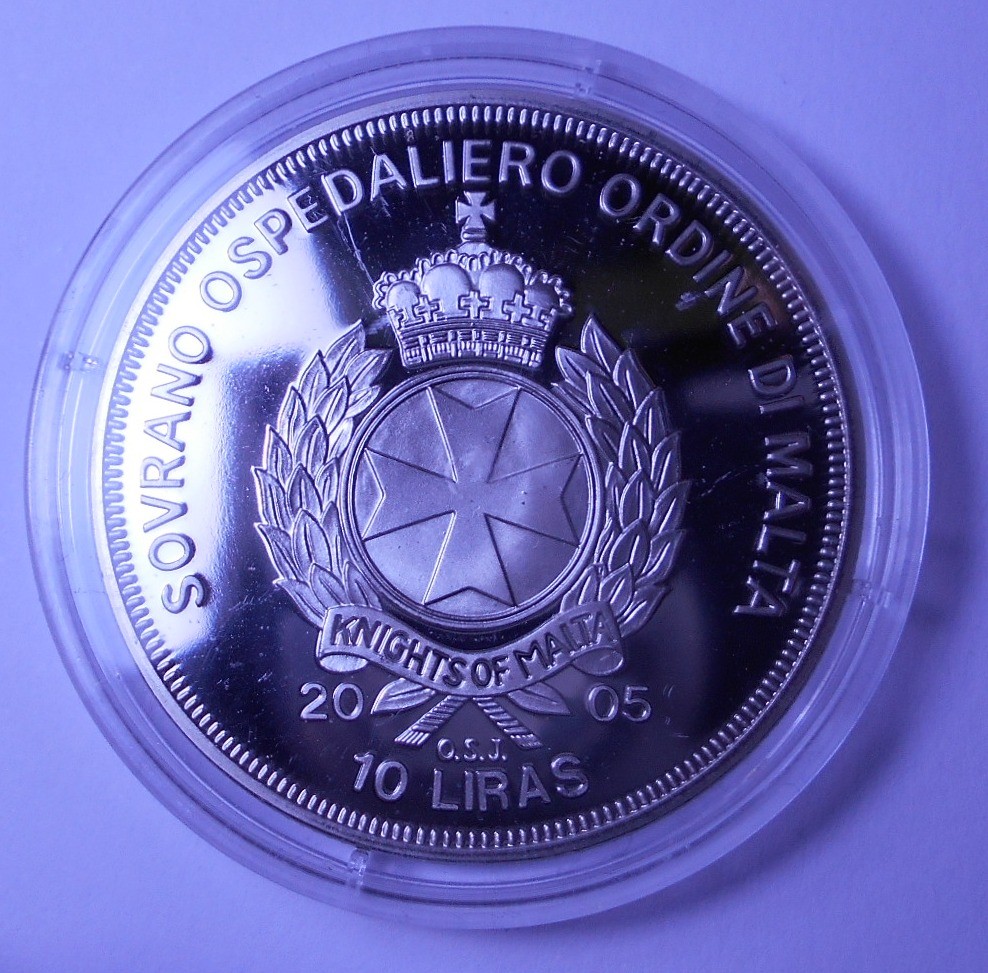 SOVRANO OSPEDALIERO ORDINE DI MALTA
KNIGHTS OF MALTA
20 05
O.S.J.
10 LIRAS